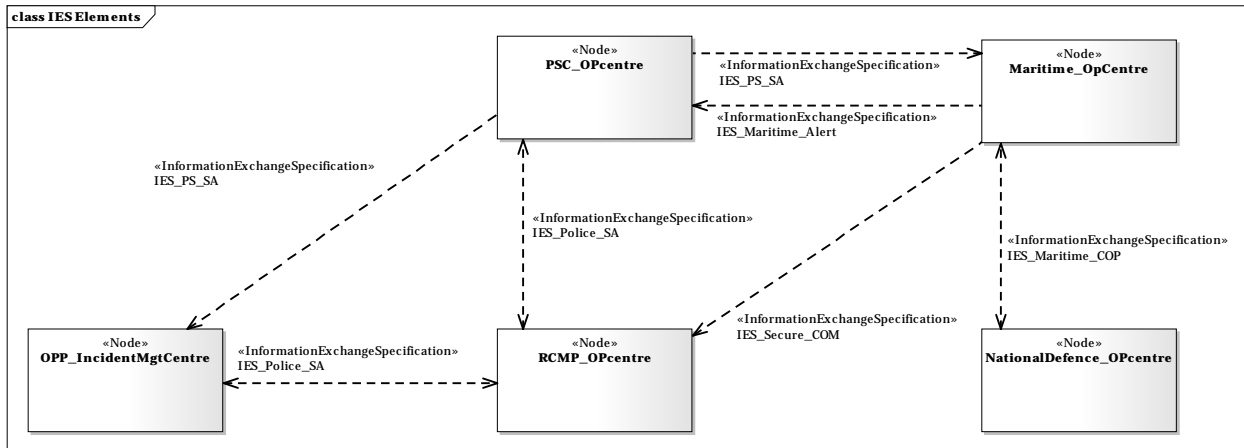 class IES Elements
«Node»
PSC_OPcentre
«InformationExchangeSpecification»
IES_PS_SA
«Node»
Maritime_OpCentre
«InformationExchangeSpecification»
IES_Maritime_Alert
«InformationExchangeSpecification»
IES_PS_SA
«InformationExchangeSpecification»
IES_Police_SA
«InformationExchangeSpecification»
IES_Maritime_COP
«InformationExchangeSpecification»
IES_Secure_COM
«Node»
OPP_IncidentMgtCentre
«InformationExchangeSpecification»
IES_Police_SA
«Node»
RCMP_OPcentre
«Node»
NationalDefence_OPcentre